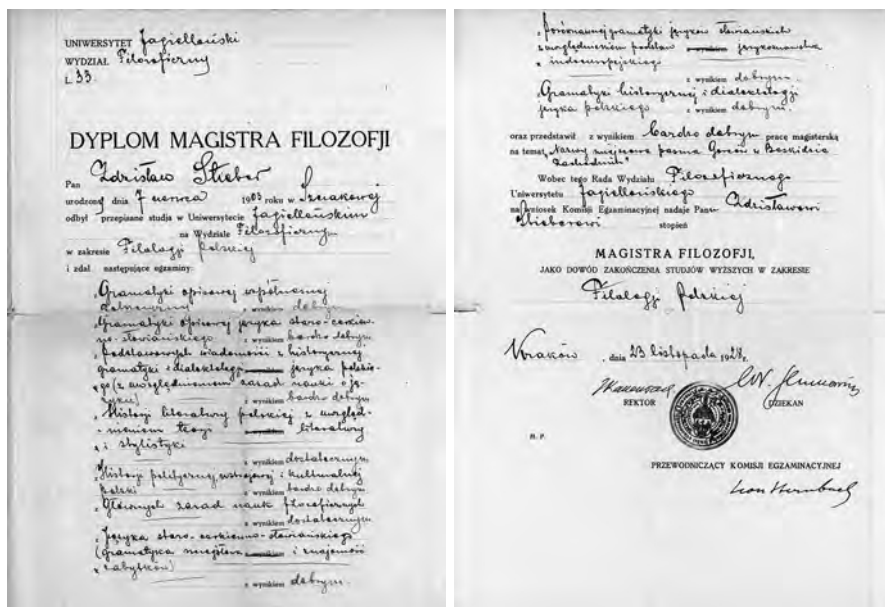 UNIWERSYTET Jagielloński
WYDZIAŁ Filozoficzny
L. 33.
DYPLOM MAGISTRA FILOZOFJI
Pan Zdzisław Stieber
urodzony dnia 7 czerwca 1903 roku w Szczakowej
odbył przepisane studja w Uniwersytecie Jagiellońskim
na Wydziale Filozoficznym
w zakresie Filologji polskiej
i zdał następujące egzaminy:
Gramatyki opisowej współczesnej
z wynikiem dobrym
Gramatyki opisowej języka staro-cerkiew-
no-słowiańskiego z wynikiem bardzo dobrym
Podstawowych wiadomości z historycznej
gramatyki i dialektologji języka polskie-
go (z uwzględnieniem zasad nauki o ję-
zyku) z wynikiem bardzo dobrym
Historji literatury polskiej z uwzględ-
nieniem teorji literatury
i stylistyki
z wynikiem dostatecznym
Historji politycznej, ustrojowej i kulturalnej
Polski z wynikiem bardzo dobrym
Głównych zasad nauk filozoficznych
z wynikiem dostatecznym
Języka staro-cerkiewno-słowiańskiego
(gramatyka i znajomość
zabytków)
z wynikiem dobrym.
Porównawczej gramatyki języków słowiańskich
z uwzględnieniem podstaw językoznawstwa
indoeuropejskiego
z wynikiem dobrym
Gramatyki historycznej i dialektologji
języka polskiego z wynikiem dobrym.
oraz przedstawił z wynikiem bardzo dobrym pracę magisterską
na temat „Nazwy miejscowe pasma Gorców w Beskidzie
Zachodnim"
Wobec tego Rada Wydziału Filozoficznego
Uniwersytetu Jagiellońskiego
na wniosek Komisji Egzaminacyjnej nadaje Panu Zdzisławowi
Stieberowi stopień
MAGISTRA FILOZOFJI,
JAKO DOWÓD ZAKOŃCZENIA STUDJÓW WYŻSZYCH W ZAKRESIE
Filologji Polskiej
Kraków, dnia 23 listopada 1928 r.
REKTOR
DZIEKAN
M. P.
PRZEWODNICZĄCY KOMISJI EGZAMINACYJNEJ
Leon Sternbach